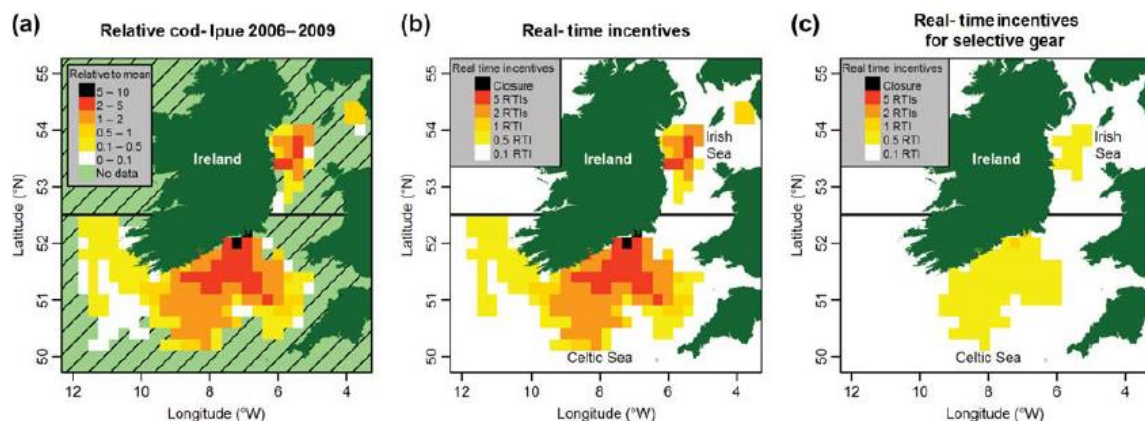 (a)
Relative cod- lpue 2006–2009
Relative to mean
5 – 10
2 – 5
1 – 2
0.5 – 1
0.1 – 0.5
0 – 0.1
No data
Ireland
Latitude (°N)
55
54
53
52
51
50
12 10 8 6 4
Longitude (°W)
(b)
Real- time incentives
Real time incentives
Closure
5 RTIs
2 RTIs
1 RTI
0.5 RTI
0.1 RTI
Ireland
Irish
Sea
Celtic Sea
Latitude (°N)
55
54
53
52
51
50
12 10 8 6 4
Longitude (°W)
(c)
Real- time incentives
for selective gear
Real time incentives
Closure
5 RTIs
2 RTIs
1 RTI
0.5 RTI
0.1 RTI
Ireland
Irish
Sea
Celtic Sea
Latitude (°N)
55
54
53
52
51
50
12 10 8 6 4
Longitude (°W)